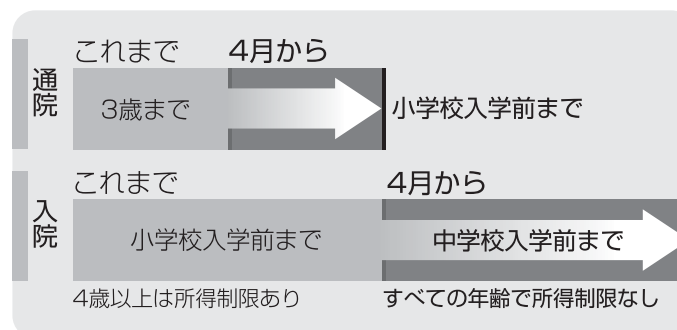 通院
これまで
4月から
3歳まで
小学校入学前まで
入院
これまで
4月から
小学校入学前まで
中学校入学前まで
4歳以上は所得制限あり
すべての年齢で所得制限なし